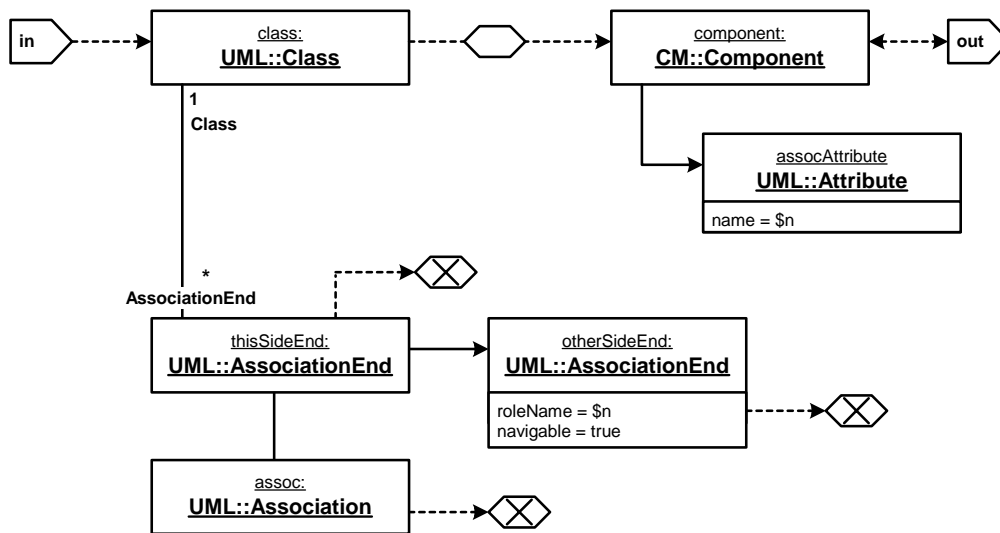 in
class:
UML::Class
component:
CM::Component
out
1
Class
assocAttribute
UML::Attribute
name = $n
*
AssociationEnd
thisSideEnd:
UML::AssociationEnd
otherSideEnd:
UML::AssociationEnd
roleName = $n
navigable = true
assoc:
UML::Association